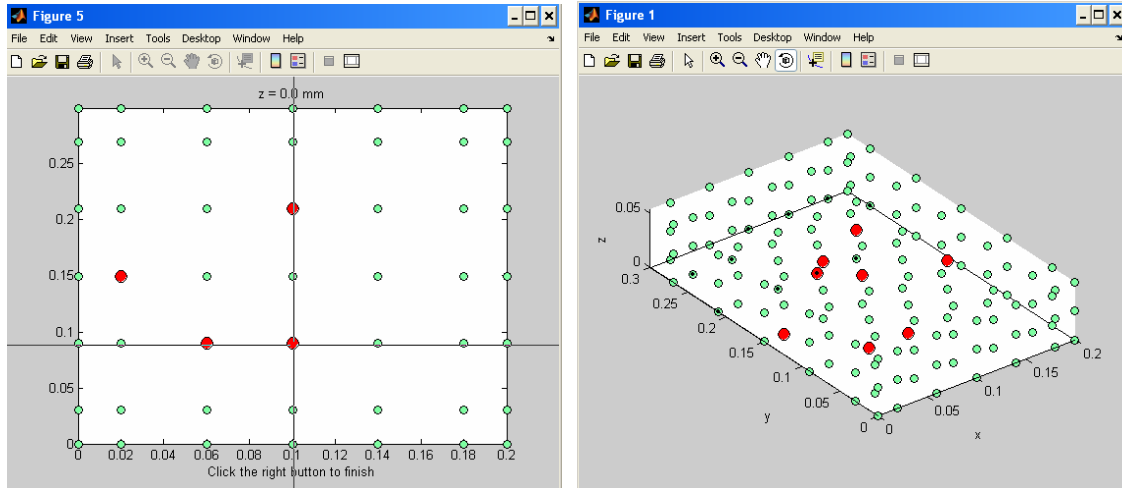 Figure 5
File Edit View Insert Tools Desktop Window Help
z = 0.0 mm
0.25
0.2
0.15
0.1
0.05
0
0 0.02 0.04 0.06 0.08 0.1 0.12 0.14 0.16 0.18 0.2
Click the right button to finish
Figure 1
File Edit View Insert Tools Desktop Window Help
0.05
z
0
0.3
0.25
0.2
0.15
0.1
0.05
0
y
0
0.05
0.1
0.15
0.2
x